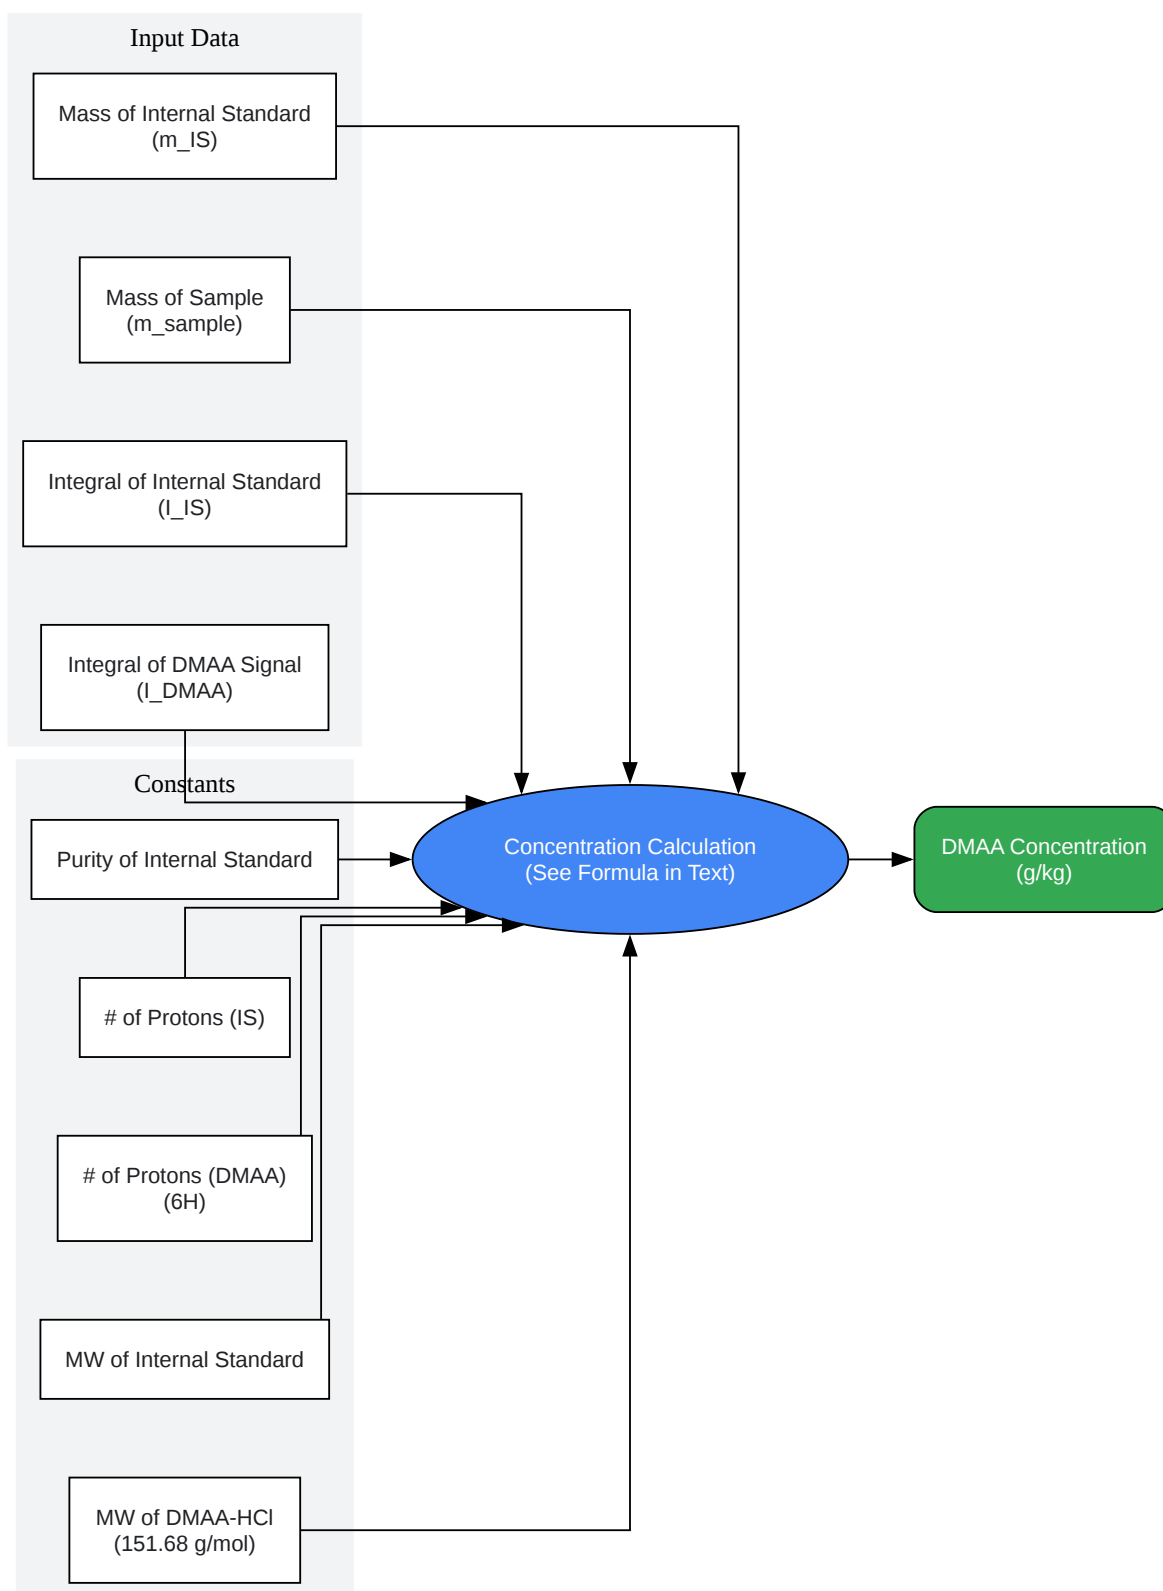 Input Data
Mass of Internal Standard
(m_IS)
Mass of Sample
(m_sample)
Integral of Internal Standard
(I_IS)
Integral of DMAA Signal
(I_DMAA)
Constants
Purity of Internal Standard
# of Protons (IS)
# of Protons (DMAA)
(6H)
MW of Internal Standard
MW of DMAA-HCl
(151.68 g/mol)
Concentration Calculation
(See Formula in Text)
DMAA Concentration
(g/kg)